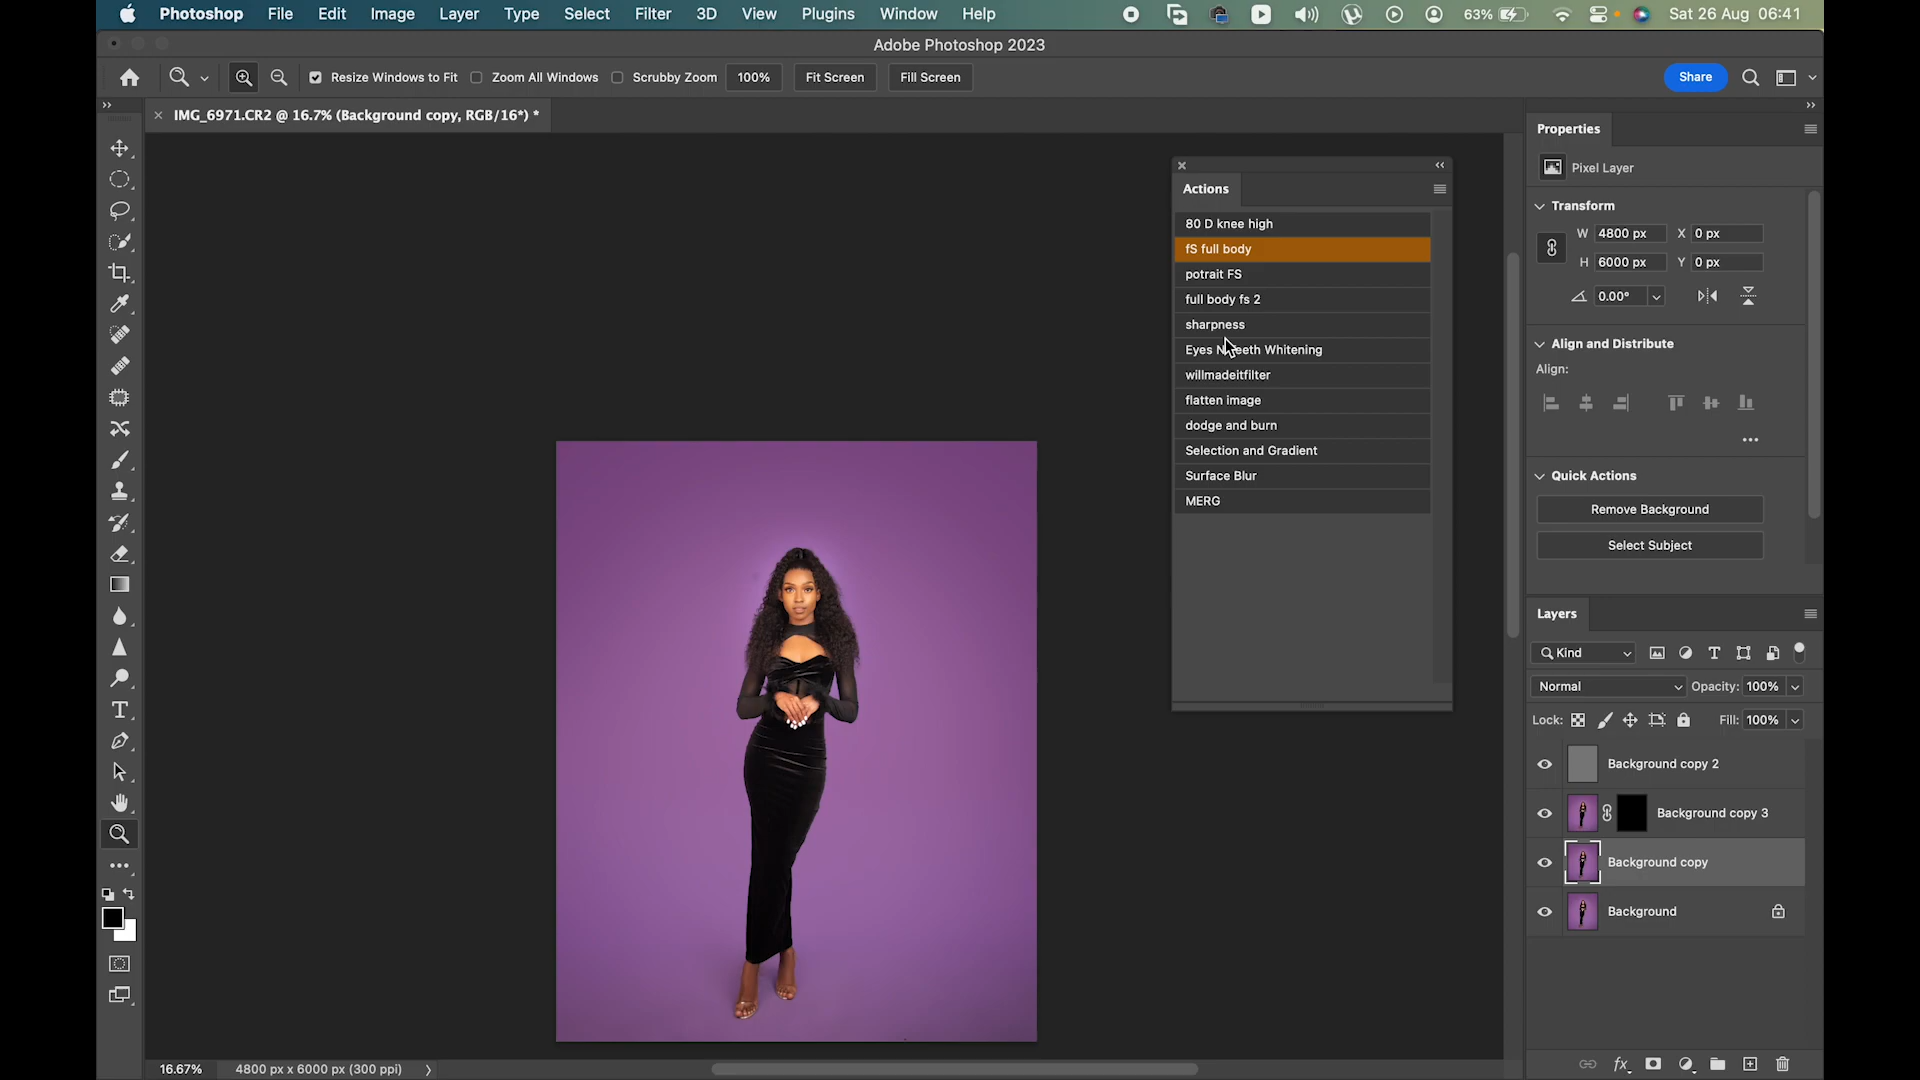 Photoshop File Edit Image Layer Type Select Filter 3D View Plugins Window Help 63% Sat 26 Aug 06:41
Adobe Photoshop 2023
Resize Windows to Fit Zoom All Windows Scrubby Zoom 100% Fit Screen Fill Screen Share
IMG_6971.CR2 @ 16.7% (Background copy, RGB/16*) *
Actions
80 D knee high
fS full body
potrait FS
full body fs 2
sharpness
Eyes N Teeth Whitening
willmadeitfilter
flatten image
dodge and burn
Selection and Gradient
Surface Blur
MERG
Properties
Pixel Layer
Transform
W 4800 px X 0 px
H 6000 px Y 0 px
0.00°
Align and Distribute
Align:
Quick Actions
Remove Background
Select Subject
Layers
Kind
Normal Opacity: 100%
Lock: Fill: 100%
Background copy 2
Background copy 3
Background copy
Background
16.67% 4800 px x 6000 px (300 ppi)